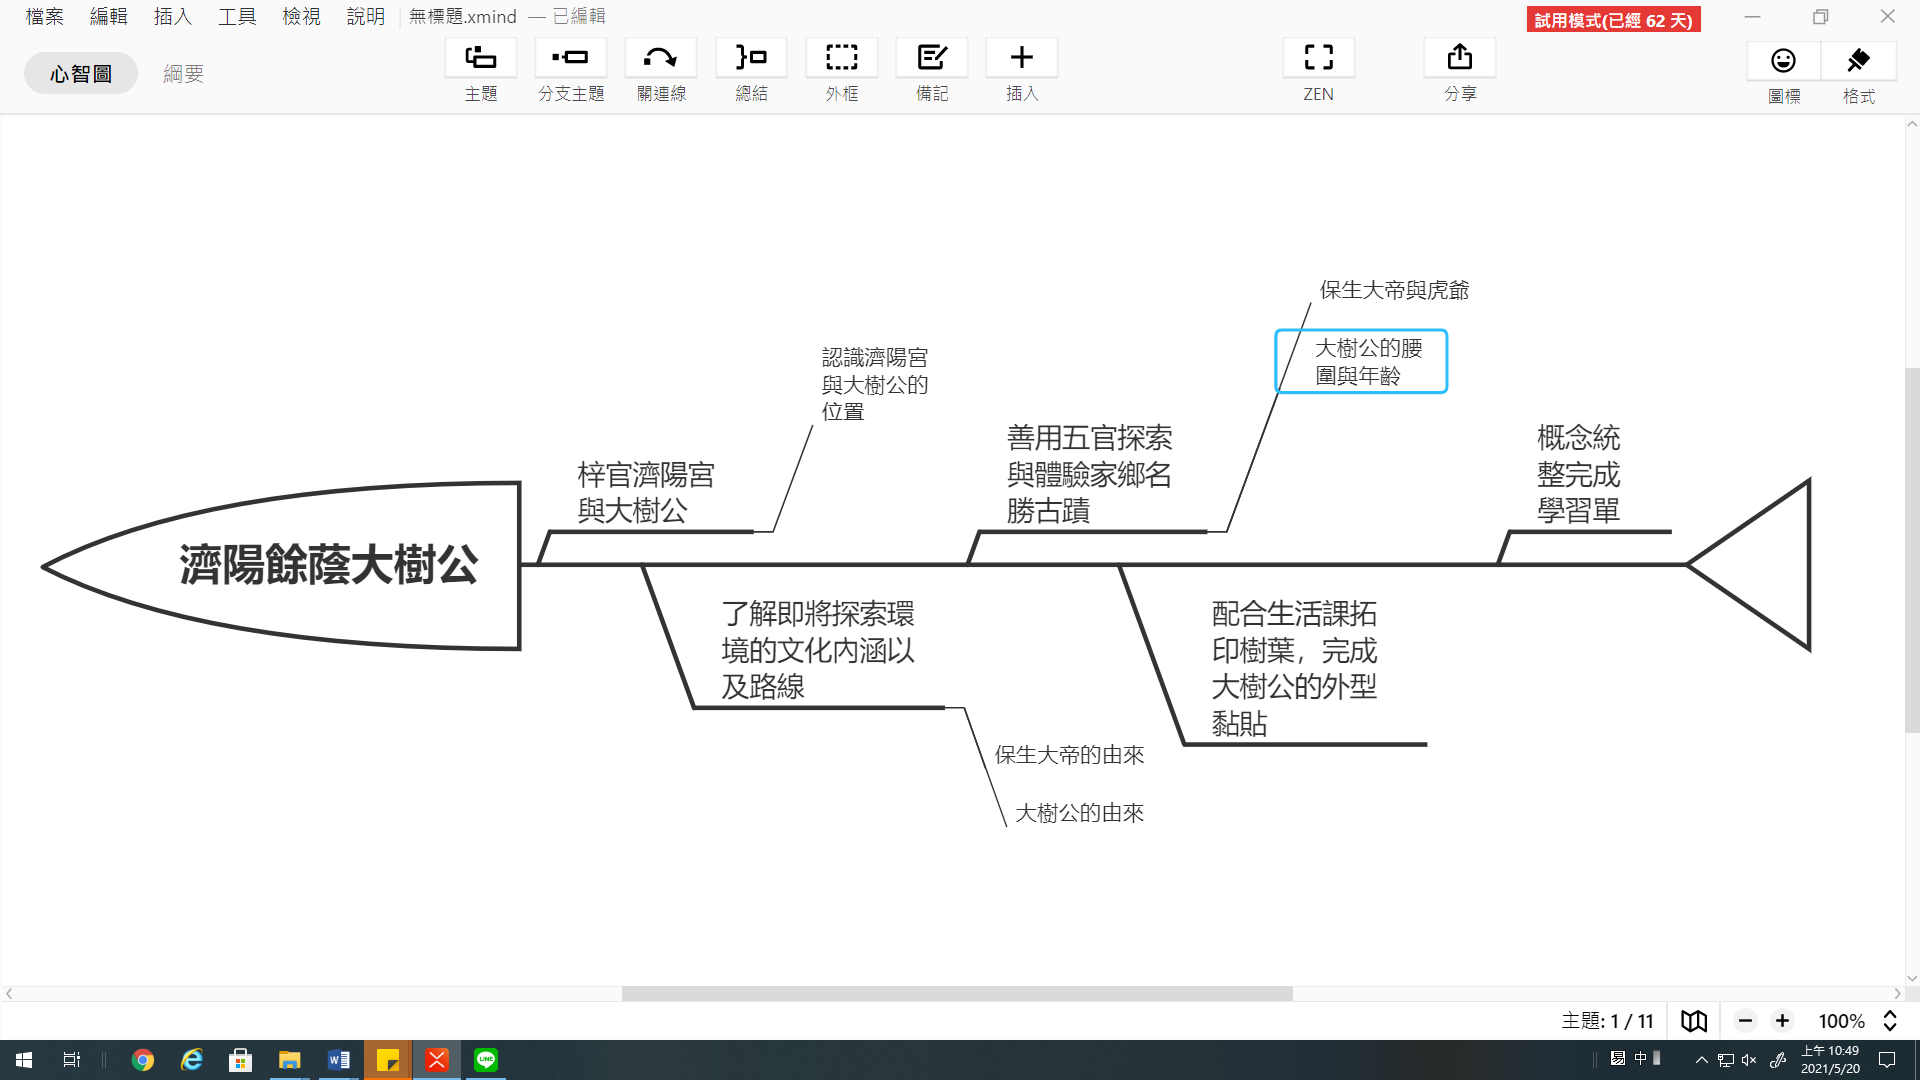 檔案 編輯 插入 工具 檢視 說明 無標題.xmind — 已編輯
試用模式(已經 62 天)
心智圖 綱要
主題 分支主題 關連線 總結 外框 備記 插入 ZEN 分享 圖標 格式
保生大帝與虎爺
大樹公的腰
圍與年齡
認識濟陽宮
與大樹公的
位置
梓官濟陽宮
與大樹公
善用五官探索
與體驗家鄉名
勝古蹟
概念統
整完成
學習單
濟陽餘蔭大樹公
了解即將探索環
境的文化內涵以
及路線
配合生活課拓
印樹葉，完成
大樹公的外型
黏貼
保生大帝的由來
大樹公的由來
主題: 1 / 11
100%
易 中
上午 10:49
2021/5/20